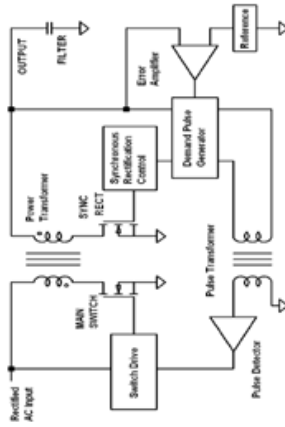 OUTPUT
FILTER
Error
Amplifier
Reference
Power
Transformer
SYNC
RECT
Synchronous
Rectification
Control
Demand Pulse
Generator
MAIN
SWITCH
Pulse Transformer
Rectified
AC Input
Switch Drive
Pulse Detector